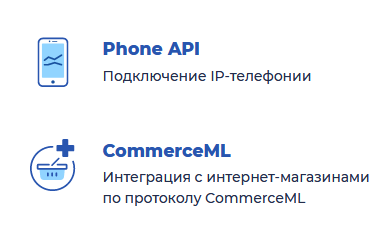 Phone API
Подключение IP-телефонии
CommerceML
Интеграция с интернет-магазинами
по протоколу CommerceML